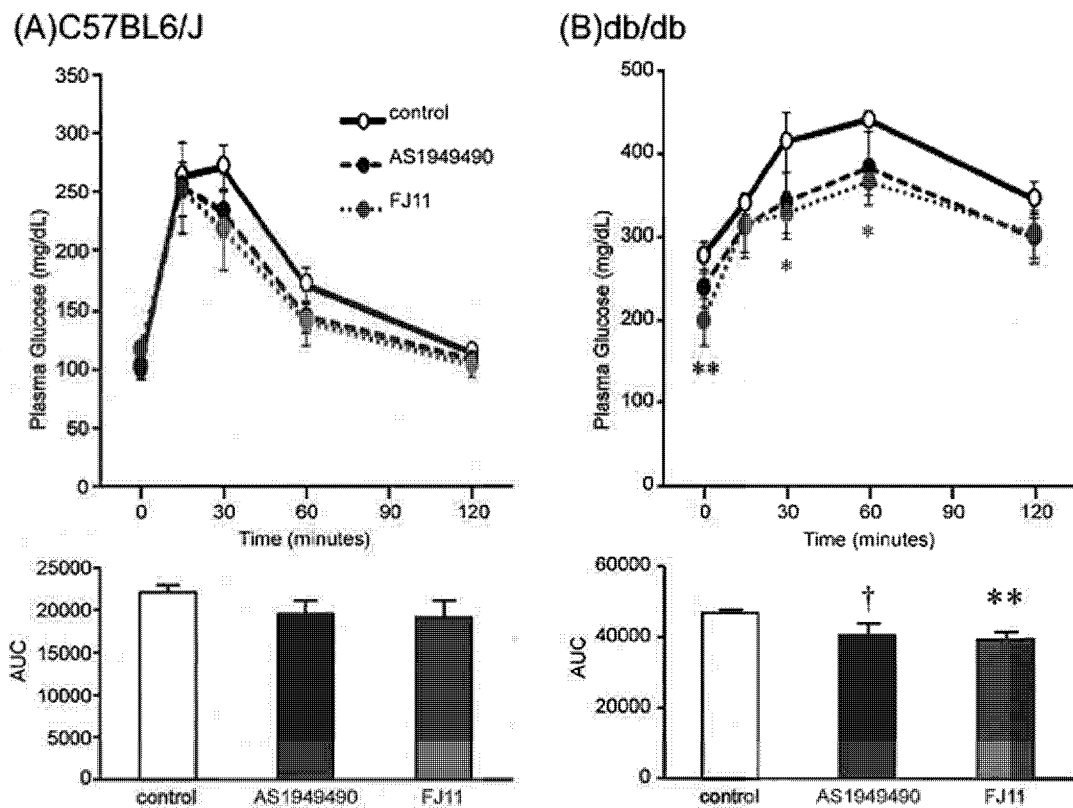 (A)C57BL6/J
(B)db/db
350
300
250
200
150
100
50
0
Plasma Glucose (mg/dL)
control
AS1949490
FJ11
0
30
60
90
120
Time (minutes)
500
400
300
200
100
0
Plasma Glucose (mg/dL)
**
*
*
0
30
60
90
120
Time (minutes)
25000
20000
15000
10000
5000
0
AUC
control
AS1949490
FJ11
60000
40000
20000
0
AUC
†
**
control
AS1949490
FJ11